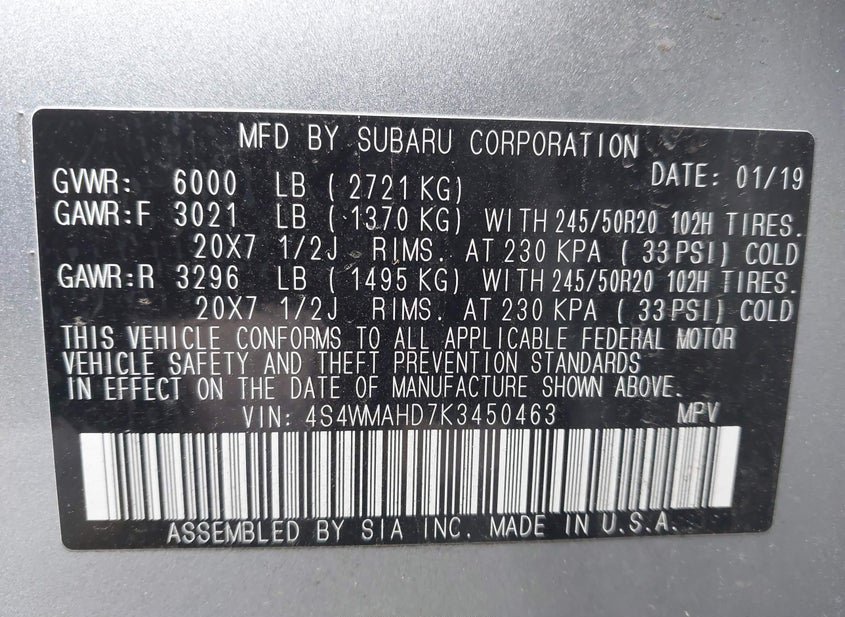 MFD BY SUBARU CORPORATION
GVWR: 6000 LB ( 2721 KG) DATE: 01/19
GAWR:F 3021 LB ( 1370 KG) WITH 245/50R20 102H TIRES.
20X7 1/2J RIMS. AT 230 KPA ( 33 PSI) COLD
GAWR:R 3296 LB ( 1495 KG) WITH 245/50R20 102H TIRES.
20X7 1/2J RIMS. AT 230 KPA ( 33 PSI) COLD
THIS VEHICLE CONFORMS TO ALL APPLICABLE FEDERAL MOTOR
VEHICLE SAFETY AND THEFT PREVENTION STANDARDS
IN EFFECT ON THE DATE OF MANUFACTURE SHOWN ABOVE.
VIN: 4S4WMAHD7K3450463 MPV
ASSEMBLED BY SIA INC. MADE IN U.S.A.